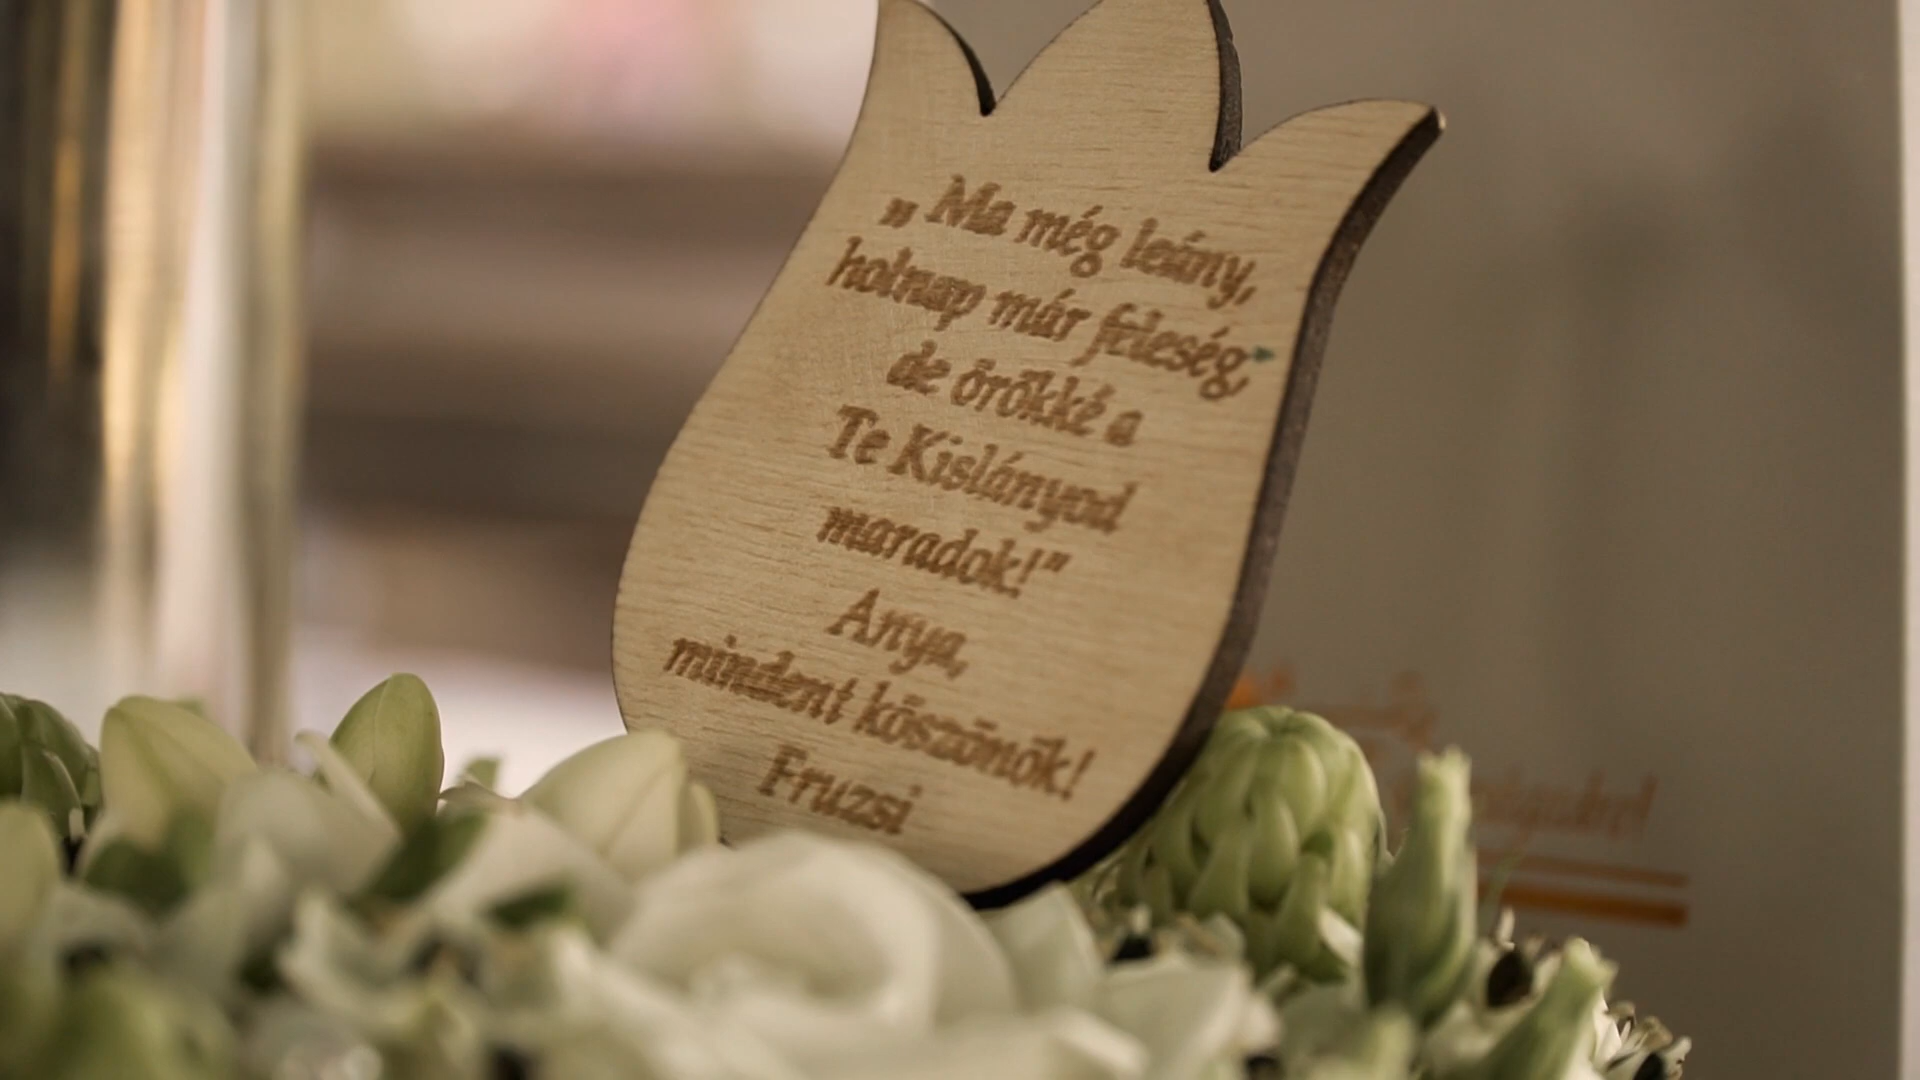 „Ma még leány,
holnap már feleség,
de örökké a
Te Kislányod
maradok!”
Anya,
mindent köszönök!
Fruzsi